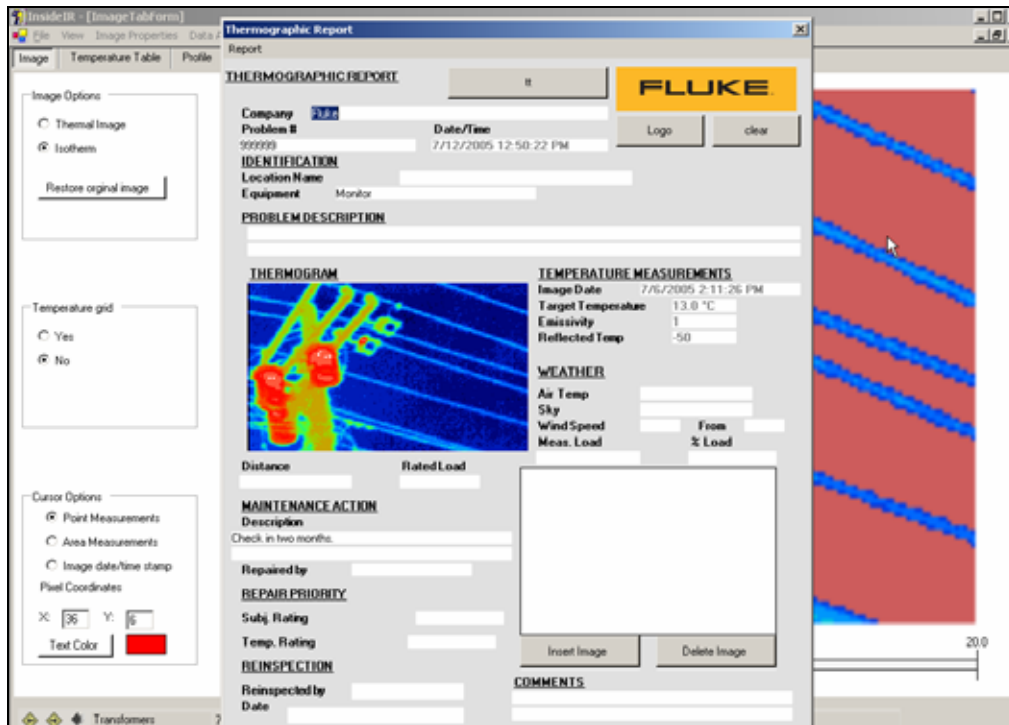 InsideIR - [ImageTabForm]
File View Image Properties Data A
Image Temperature Table Profile
Image Options
Thermal Image
Isotherm
Restore orginal image
Temperature grid
Yes
No
Cursor Options
Point Measurements
Area Measurements
Image date/time stamp
Pixel Coordinates
X: 36 Y: 6
Text Color
Transformers
Thermographic Report
Report
THERMOGRAPHIC REPORT
tt
FLUKE
Company Fluke
Logo clear
Problem # Date/Time
999999 7/12/2005 12:50:22 PM
IDENTIFICATION
Location Name
Equipment Monitor
PROBLEM DESCRIPTION
THERMOGRAM
TEMPERATURE MEASUREMENTS
Image Date 7/6/2005 2:11:26 PM
Target Temperature 13.0 °C
Emissivity 1
Reflected Temp -50
WEATHER
Air Temp
Sky
Wind Speed From
Meas. Load % Load
Distance Rated Load
MAINTENANCE ACTION
Description
Check in two months.
Repaired by
REPAIR PRIORITY
Subj. Rating
Temp. Rating
Insert Image Delete Image
REINSPECTION
Reinspected by
Date
COMMENTS
20.0